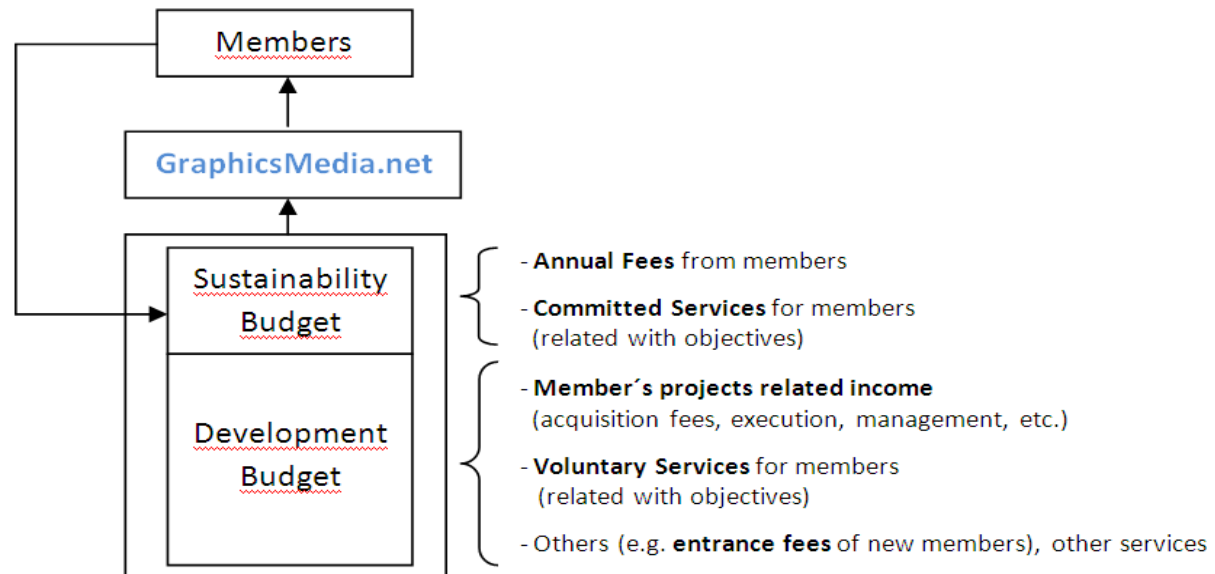 Members
GraphicsMedia.net
Sustainability
Budget
- Annual Fees from members
- Committed Services for members
(related with objectives)
Development
Budget
- Member´s projects related income
(acquisition fees, execution, management, etc.)
- Voluntary Services for members
(related with objectives)
- Others (e.g. entrance fees of new members), other services